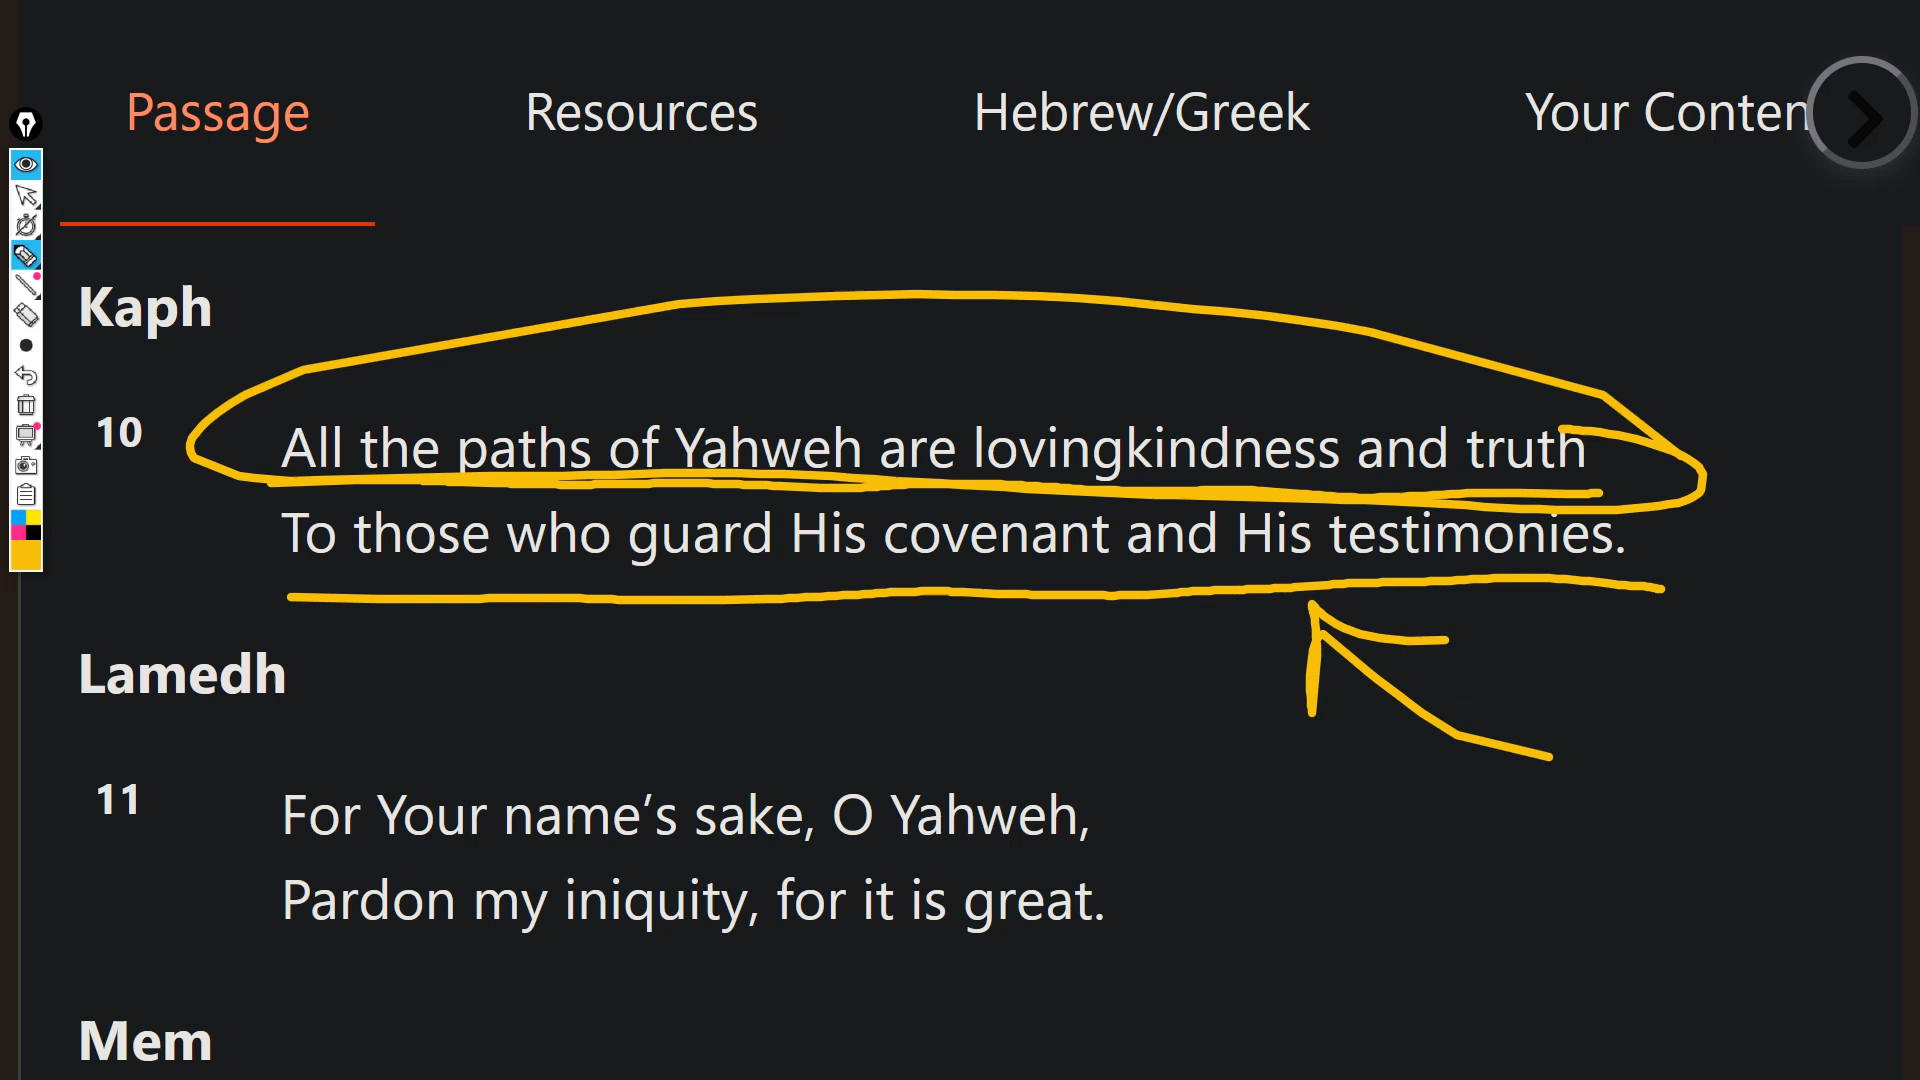 Passage Resources Hebrew/Greek Your Conten
Kaph
10 All the paths of Yahweh are lovingkindness and truth
To those who guard His covenant and His testimonies.
Lamedh
11 For Your name’s sake, O Yahweh,
Pardon my iniquity, for it is great.
Mem